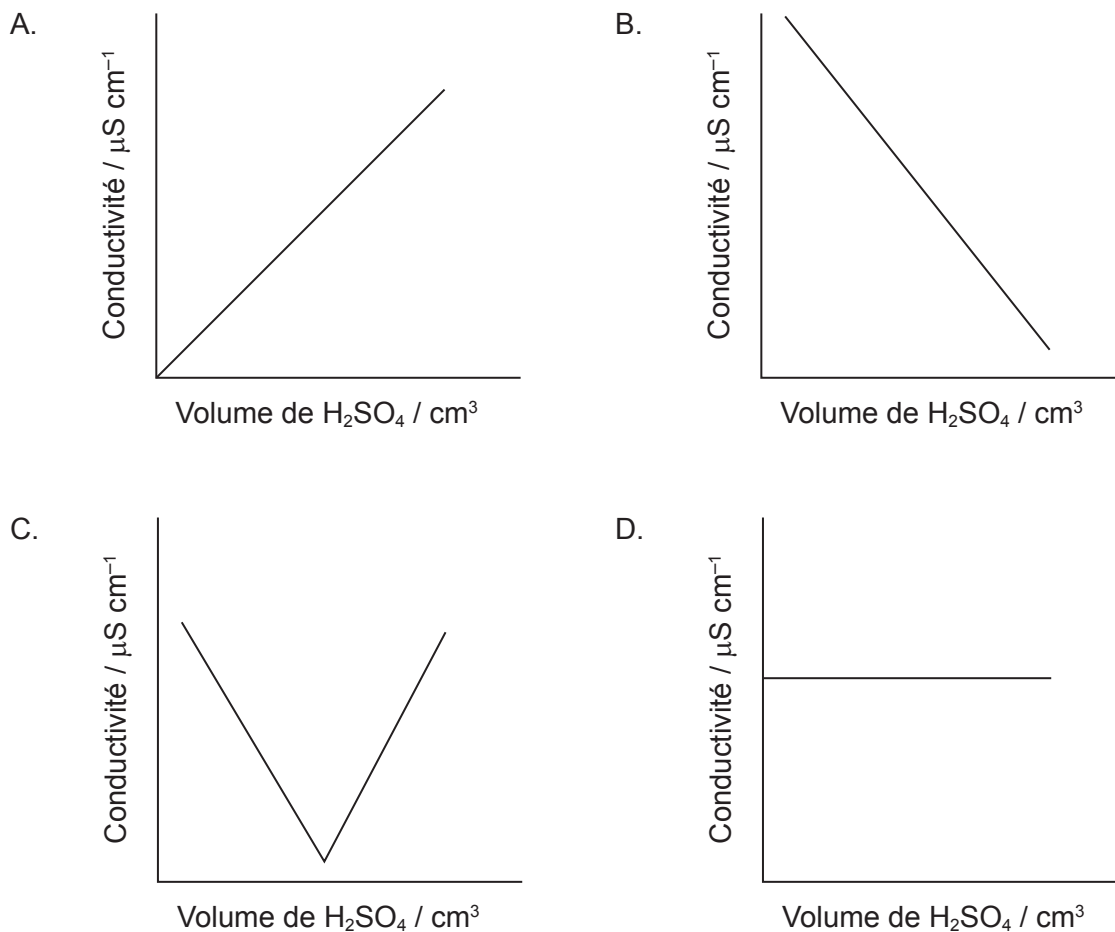 A.
Conductivité / μS cm⁻¹
Volume de H₂SO₄ / cm³
B.
Conductivité / μS cm⁻¹
Volume de H₂SO₄ / cm³
C.
Conductivité / μS cm⁻¹
Volume de H₂SO₄ / cm³
D.
Conductivité / μS cm⁻¹
Volume de H₂SO₄ / cm³